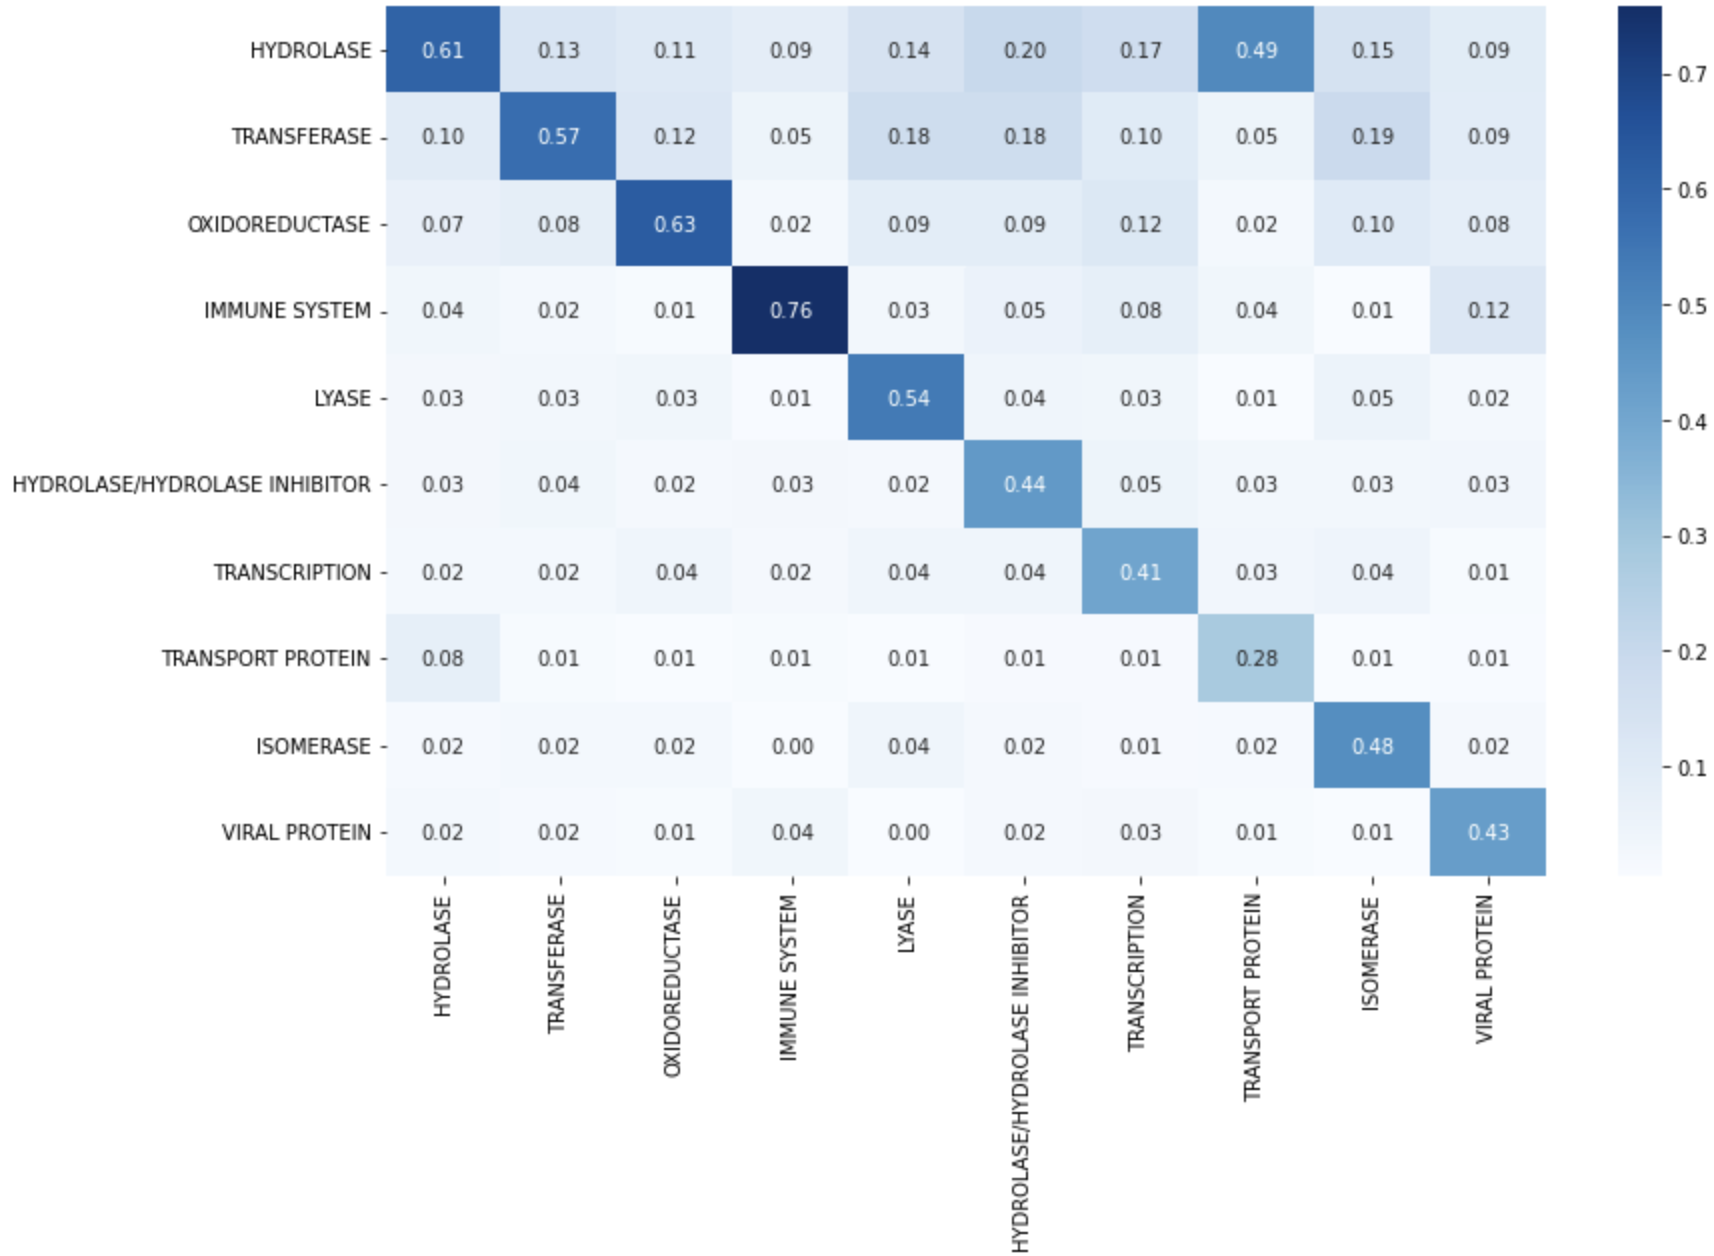 HYDROLASE 0.61 0.13 0.11 0.09 0.14 0.20 0.17 0.49 0.15 0.09
TRANSFERASE 0.10 0.57 0.12 0.05 0.18 0.18 0.10 0.05 0.19 0.09
OXIDOREDUCTASE 0.07 0.08 0.63 0.02 0.09 0.09 0.12 0.02 0.10 0.08
IMMUNE SYSTEM 0.04 0.02 0.01 0.76 0.03 0.05 0.08 0.04 0.01 0.12
LYASE 0.03 0.03 0.03 0.01 0.54 0.04 0.03 0.01 0.05 0.02
HYDROLASE/HYDROLASE INHIBITOR 0.03 0.04 0.02 0.03 0.02 0.44 0.05 0.03 0.03 0.03
TRANSCRIPTION 0.02 0.02 0.04 0.02 0.04 0.04 0.41 0.03 0.04 0.01
TRANSPORT PROTEIN 0.08 0.01 0.01 0.01 0.01 0.01 0.01 0.28 0.01 0.01
ISOMERASE 0.02 0.02 0.02 0.00 0.04 0.02 0.01 0.02 0.48 0.02
VIRAL PROTEIN 0.02 0.02 0.01 0.04 0.00 0.02 0.03 0.01 0.01 0.43
HYDROLASE
TRANSFERASE
OXIDOREDUCTASE
IMMUNE SYSTEM
LYASE
HYDROLASE/HYDROLASE INHIBITOR
TRANSCRIPTION
TRANSPORT PROTEIN
ISOMERASE
VIRAL PROTEIN
0.7
0.6
0.5
0.4
0.3
0.2
0.1